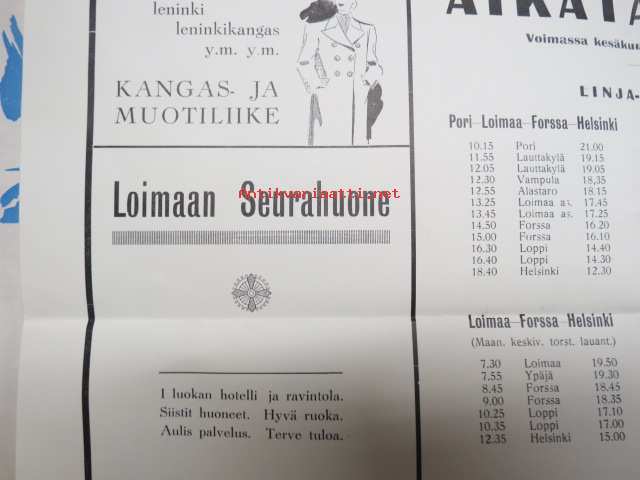 leninki
leninkikangas
y.m. y.m.
KANGAS- JA
MUOTILIIKE
Loimaan Seurahuone
antikvariaatti.net
I luokan hotelli ja ravintola.
Siistit huoneet. Hyvä ruoka.
Aulis palvelus. Terve tuloa.
Voimassa kesäkuu
LINJA-
Pori Loimaa Forssa Helsinki
10.15 Pori 21.00
11.55 Lauttakylä 19.15
12.05 Lauttakylä 19.05
12.30 Vampula 18,35
12.55 Alastaro 18.15
13.25 Loimaa as. 17.45
13.45 Loimaa as. 17.25
14.50 Forssa 16.20
15.00 Forssa 16.10
16.30 Loppi 14.40
16.40 Loppi 14.30
18.40 Helsinki 12.30
Loimaa Forssa Helsinki
(Maan. keskiv. torst. lauant.)
7.30 Loimaa 19.50
7.55 Ypäjä 19.30
8.45 Forssa 18.45
9.00 Forssa 18.35
10.25 Loppi 17.10
10.35 Loppi 17.00
12.35 Helsinki 15.00